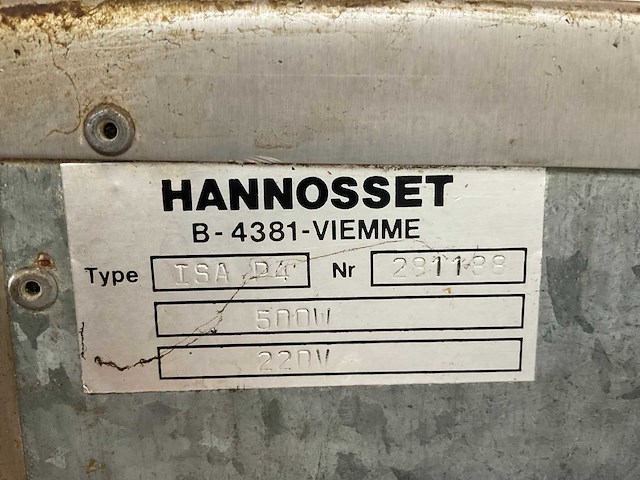 HANNOSSET
B-4381-VIEMME
Type ISA P4 Nr 281188
500W
220V